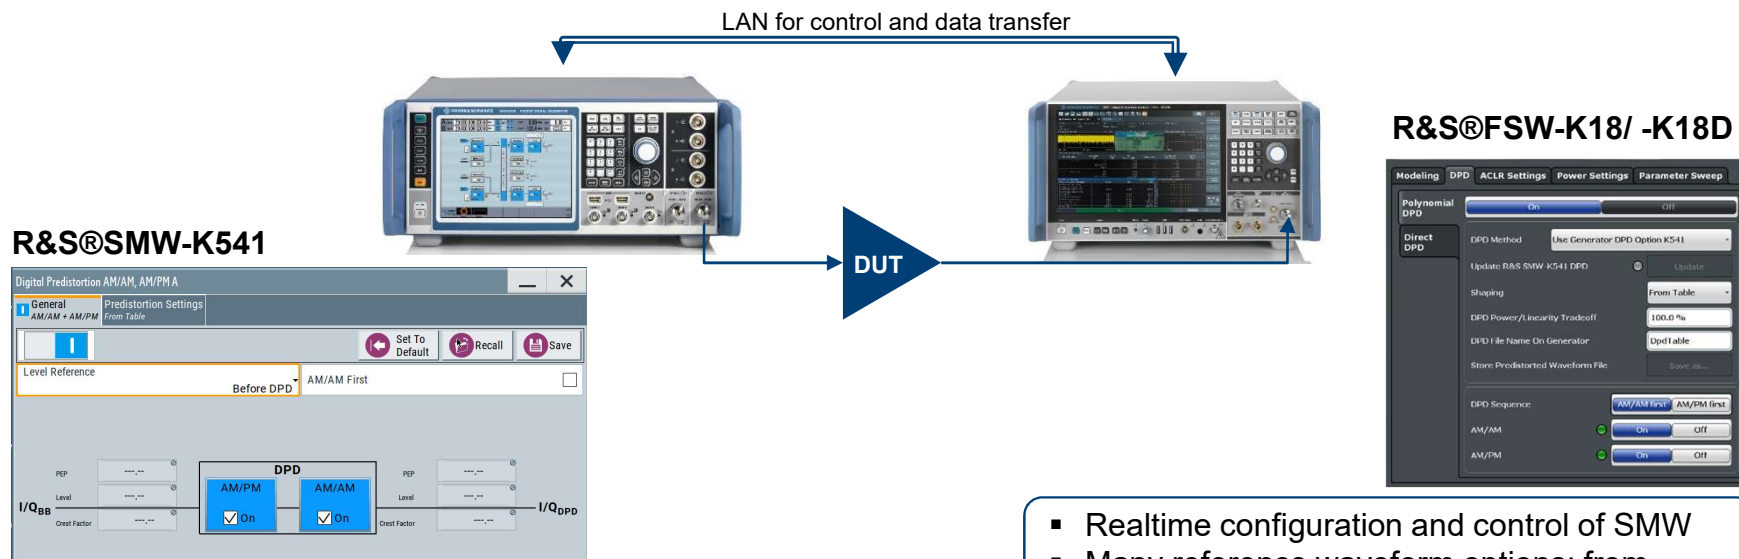 LAN for control and data transfer
R&S®FSW-K18/ -K18D
R&S®SMW-K541
DUT
Digital Predistortion AM/AM, AM/PM A
General
AM/AM + AM/PM
Predistortion Settings
From Table
Set To
Default
Recall
Save
Level Reference
Before DPD
AM/AM First
DPD
AM/PM
On
AM/AM
On
PEP
---.--
Level
---.--
Crest Factor
---.--
PEP
---.--
Level
---.--
Crest Factor
---.--
I/QBB
I/QDPD
Modeling DPD ACLR Settings Power Settings Parameter Sweep
Polynomial
DPD
On Off
Direct
DPD
DPD Method Use Generator DPD Option K541
Update R&S SMW-K541 DPD Update
Shaping From Table
DPD Power/Linearity Tradeoff 100.0 %
DPD File Name On Generator DpdTable
Store Predistorted Waveform File Save as...
DPD Sequence AM/AM first AM/PM first
AM/AM On Off
AM/PM On Off
▪ Realtime configuration and control of SMW
▪ Many reference waveform options: from